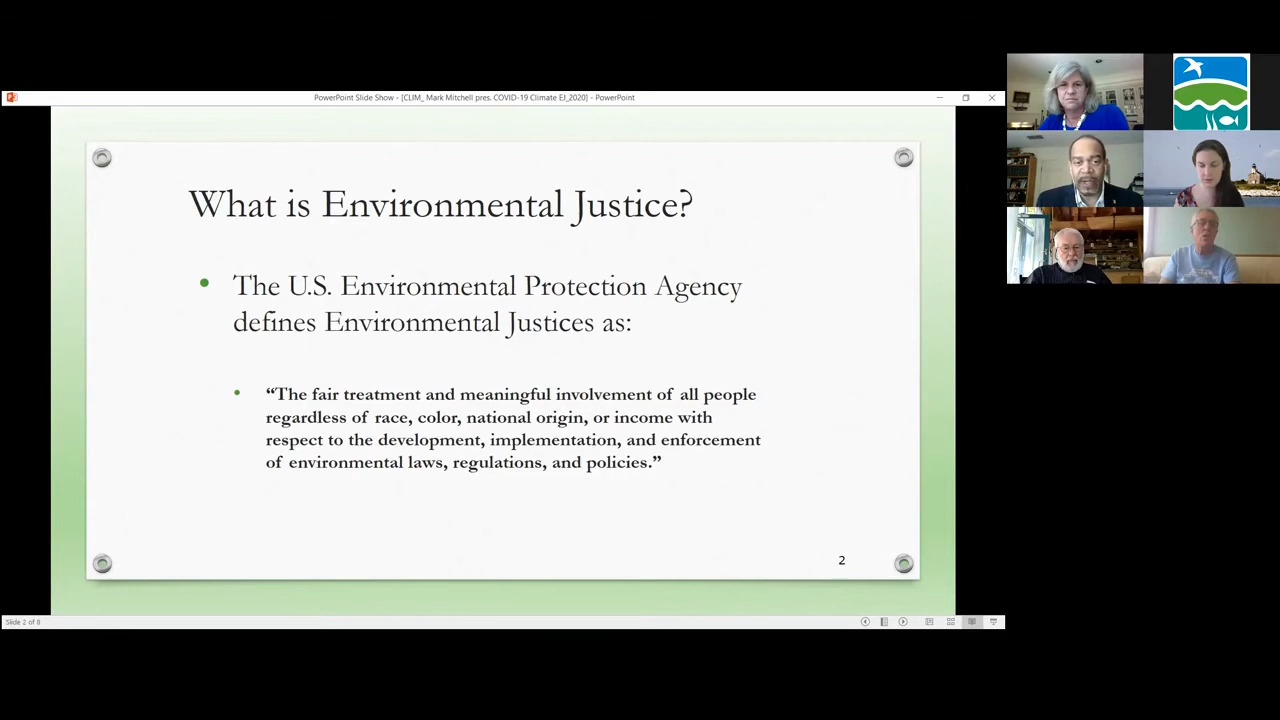 PowerPoint Slide Show - [CLIM_ Mark Mitchell pres. COVID-19 Climate EJ_2020] - PowerPoint
What is Environmental Justice?
The U.S. Environmental Protection Agency
defines Environmental Justices as:
“The fair treatment and meaningful involvement of all people
regardless of race, color, national origin, or income with
respect to the development, implementation, and enforcement
of environmental laws, regulations, and policies.”
2
Slide 2 of 8